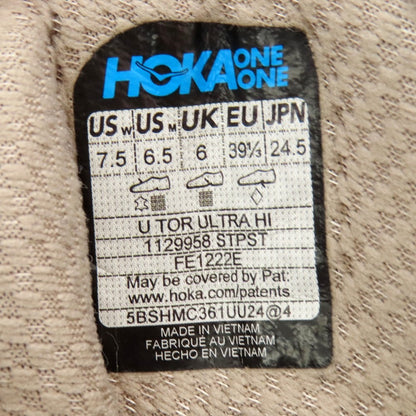 HOKA ONE ONE
US W US M UK EU JPN
7.5 6.5 6 39⅓ 24.5
U TOR ULTRA HI
1129958 STPST
FE1222E
May be covered by Pat:
www.hoka.com/patents
5BSHMC361UU24@4
MADE IN VIETNAM
FABRIQUÉ AU VIETNAM
HECHO EN VIETNAM